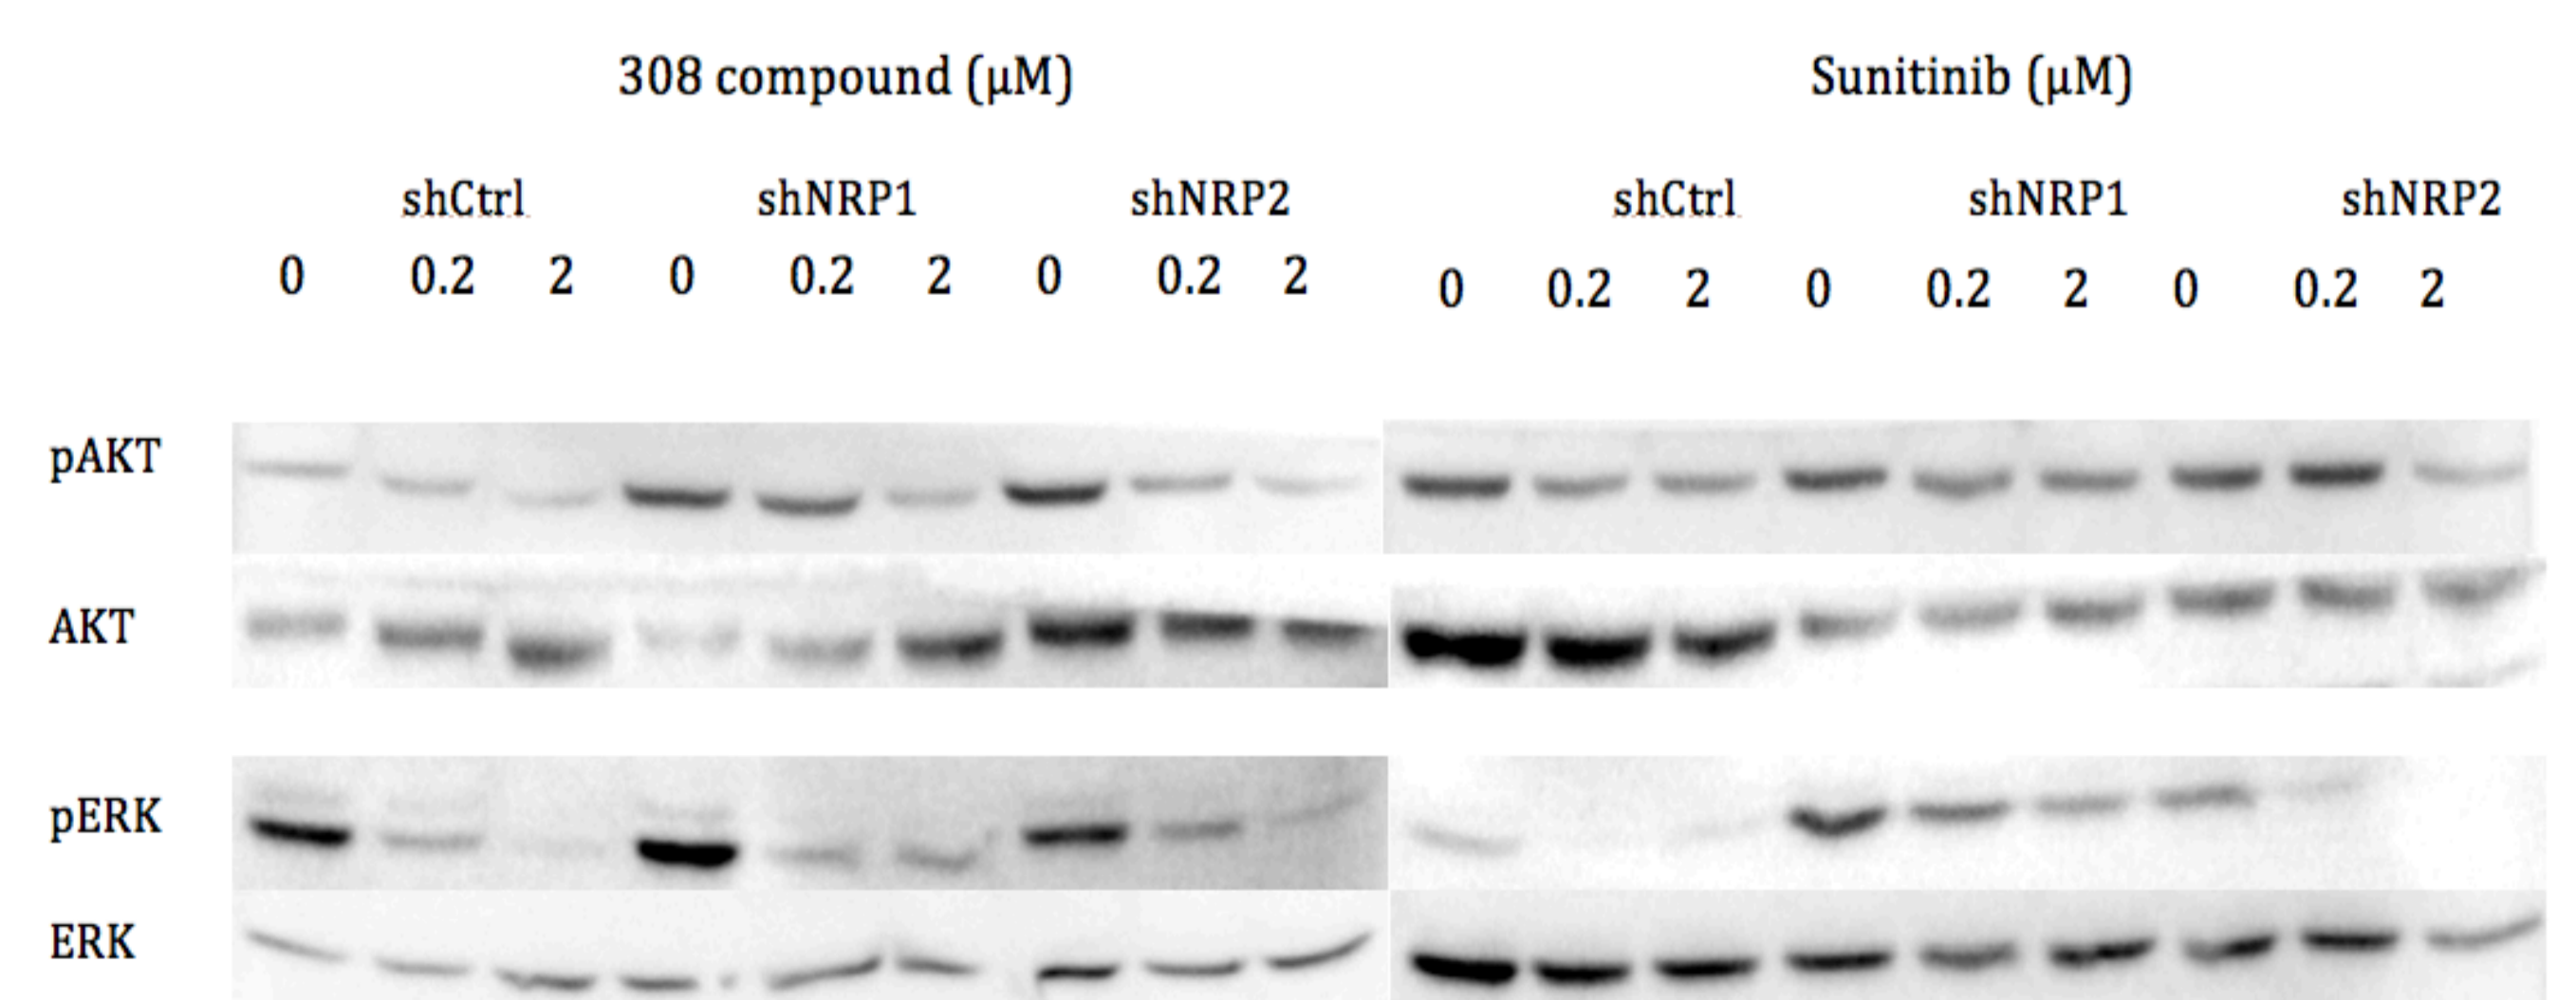 308 compound (µM) Sunitinib (µM)
shCtrl shNRP1 shNRP2 shCtrl shNRP1 shNRP2
0 0.2 2 0 0.2 2 0 0.2 2 0 0.2 2 0 0.2 2 0 0.2 2
pAKT
AKT
pERK
ERK